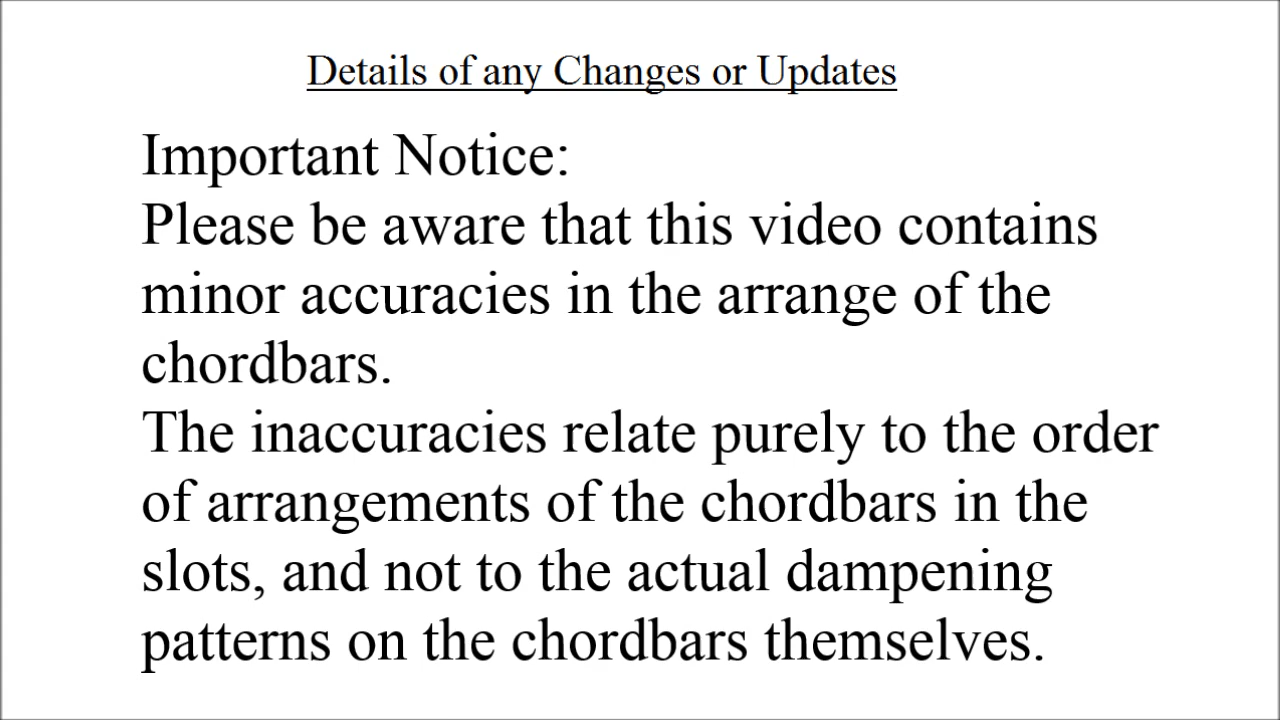 Details of any Changes or Updates
Important Notice:
Please be aware that this video contains
minor accuracies in the arrange of the
chordbars.
The inaccuracies relate purely to the order
of arrangements of the chordbars in the
slots, and not to the actual dampening
patterns on the chordbars themselves.